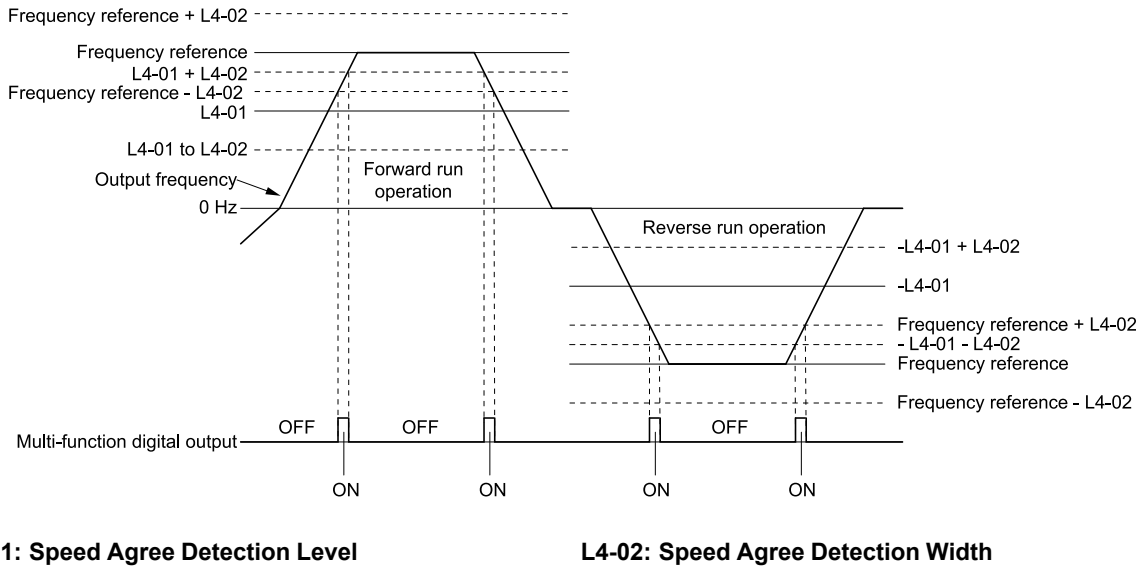 Frequency reference + L4-02
Frequency reference
L4-01 + L4-02
Frequency reference - L4-02
L4-01
L4-01 to L4-02
Output frequency
0 Hz
Forward run
operation
Reverse run operation
-L4-01 + L4-02
-L4-01
Frequency reference + L4-02
- L4-01 - L4-02
Frequency reference
Frequency reference - L4-02
Multi-function digital output
OFF
OFF
OFF
ON
ON
ON
ON
1: Speed Agree Detection Level
L4-02: Speed Agree Detection Width